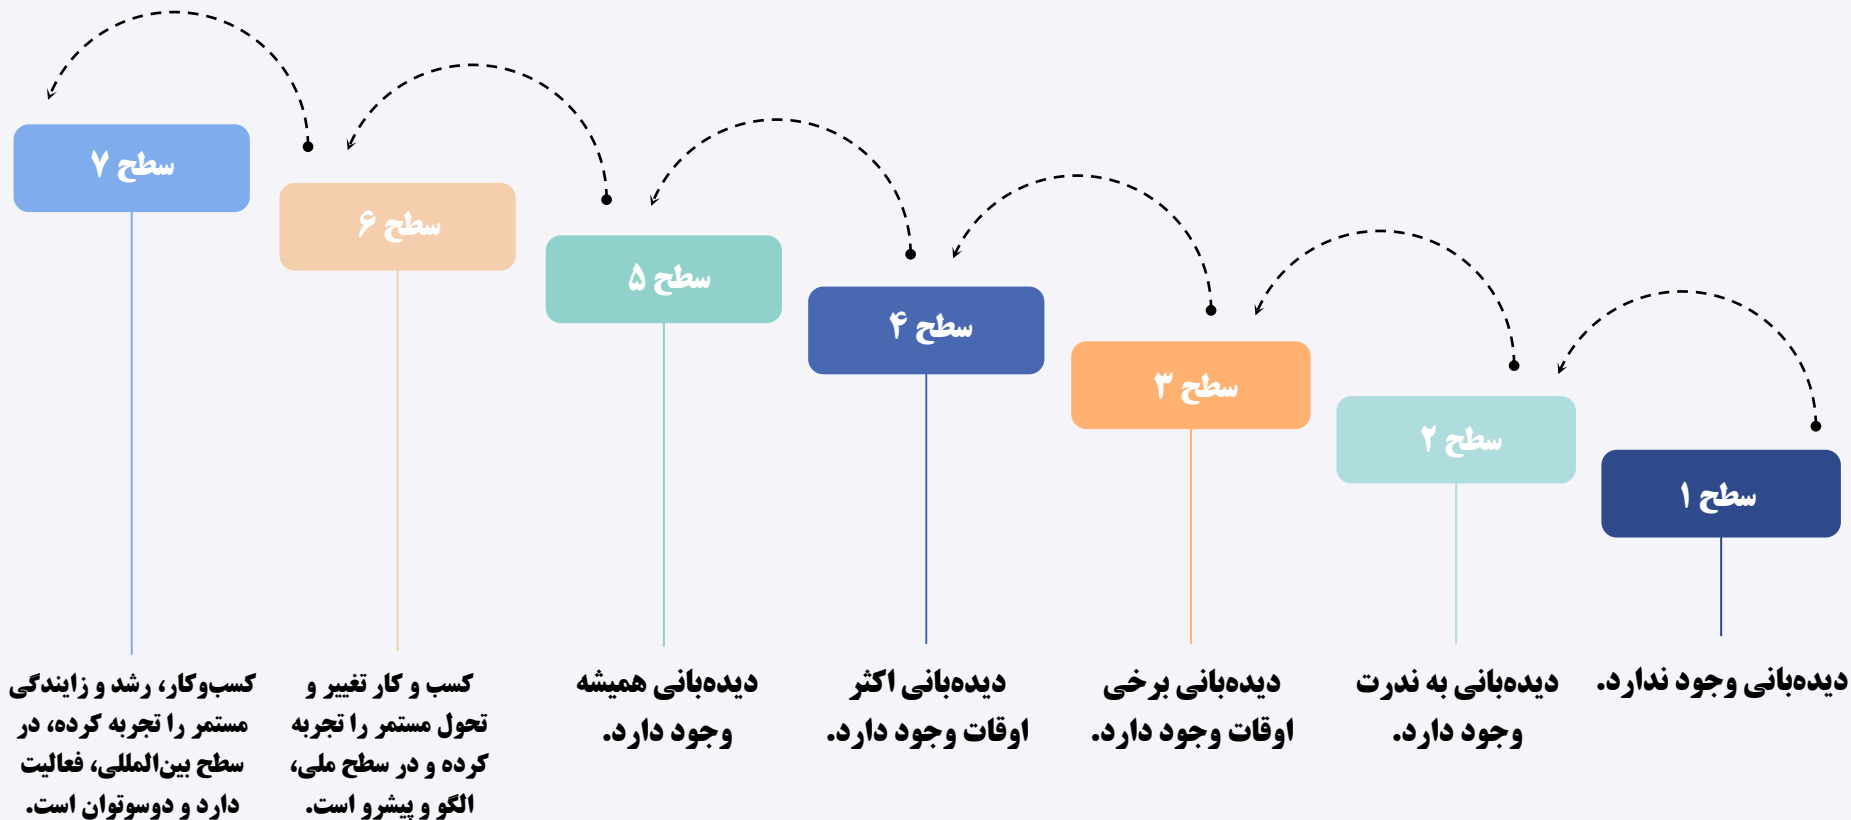 سطح ۱
دیده‌بانی وجود ندارد.
سطح ۲
دیده‌بانی به ندرت
وجود دارد.
سطح ۳
دیده‌بانی برخی
اوقات وجود دارد.
سطح ۴
دیده‌بانی اکثر
اوقات وجود دارد.
سطح ۵
دیده‌بانی همیشه
وجود دارد.
سطح ۶
کسب و کار تغییر و
تحول مستمر را تجربه
کرده و در سطح ملی،
الگو و پیشرو است.
سطح ۷
کسب‌وکار، رشد و زایندگی
مستمر را تجربه کرده، در
سطح بین‌المللی، فعالیت
دارد و دوسوتوان است.